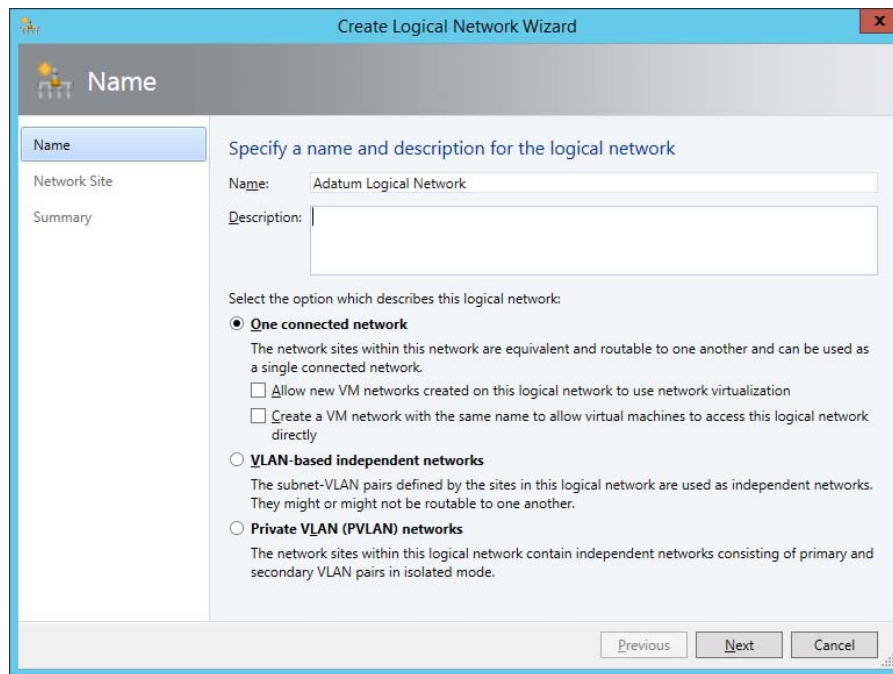 Create Logical Network Wizard
x
Name
Name
Network Site
Summary
Specify a name and description for the logical network
Name: Adatum Logical Network
Description:
Select the option which describes this logical network:
One connected network
The network sites within this network are equivalent and routable to one another and can be used as
a single connected network.
Allow new VM networks created on this logical network to use network virtualization
Create a VM network with the same name to allow virtual machines to access this logical network
directly
VLAN-based independent networks
The subnet-VLAN pairs defined by the sites in this logical network are used as independent networks.
They might or might not be routable to one another.
Private VLAN (PVLAN) networks
The network sites within this logical network contain independent networks consisting of primary and
secondary VLAN pairs in isolated mode.
Previous Next Cancel